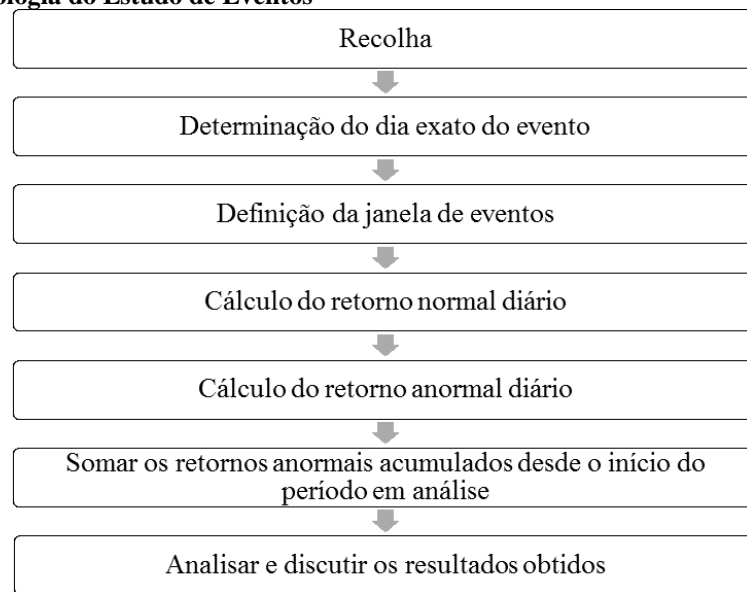 ologia do Estudo de Eventos
Recolha
Determinação do dia exato do evento
Definição da janela de eventos
Cálculo do retorno normal diário
Cálculo do retorno anormal diário
Somar os retornos anormais acumulados desde o início do
período em análise
Analisar e discutir os resultados obtidos